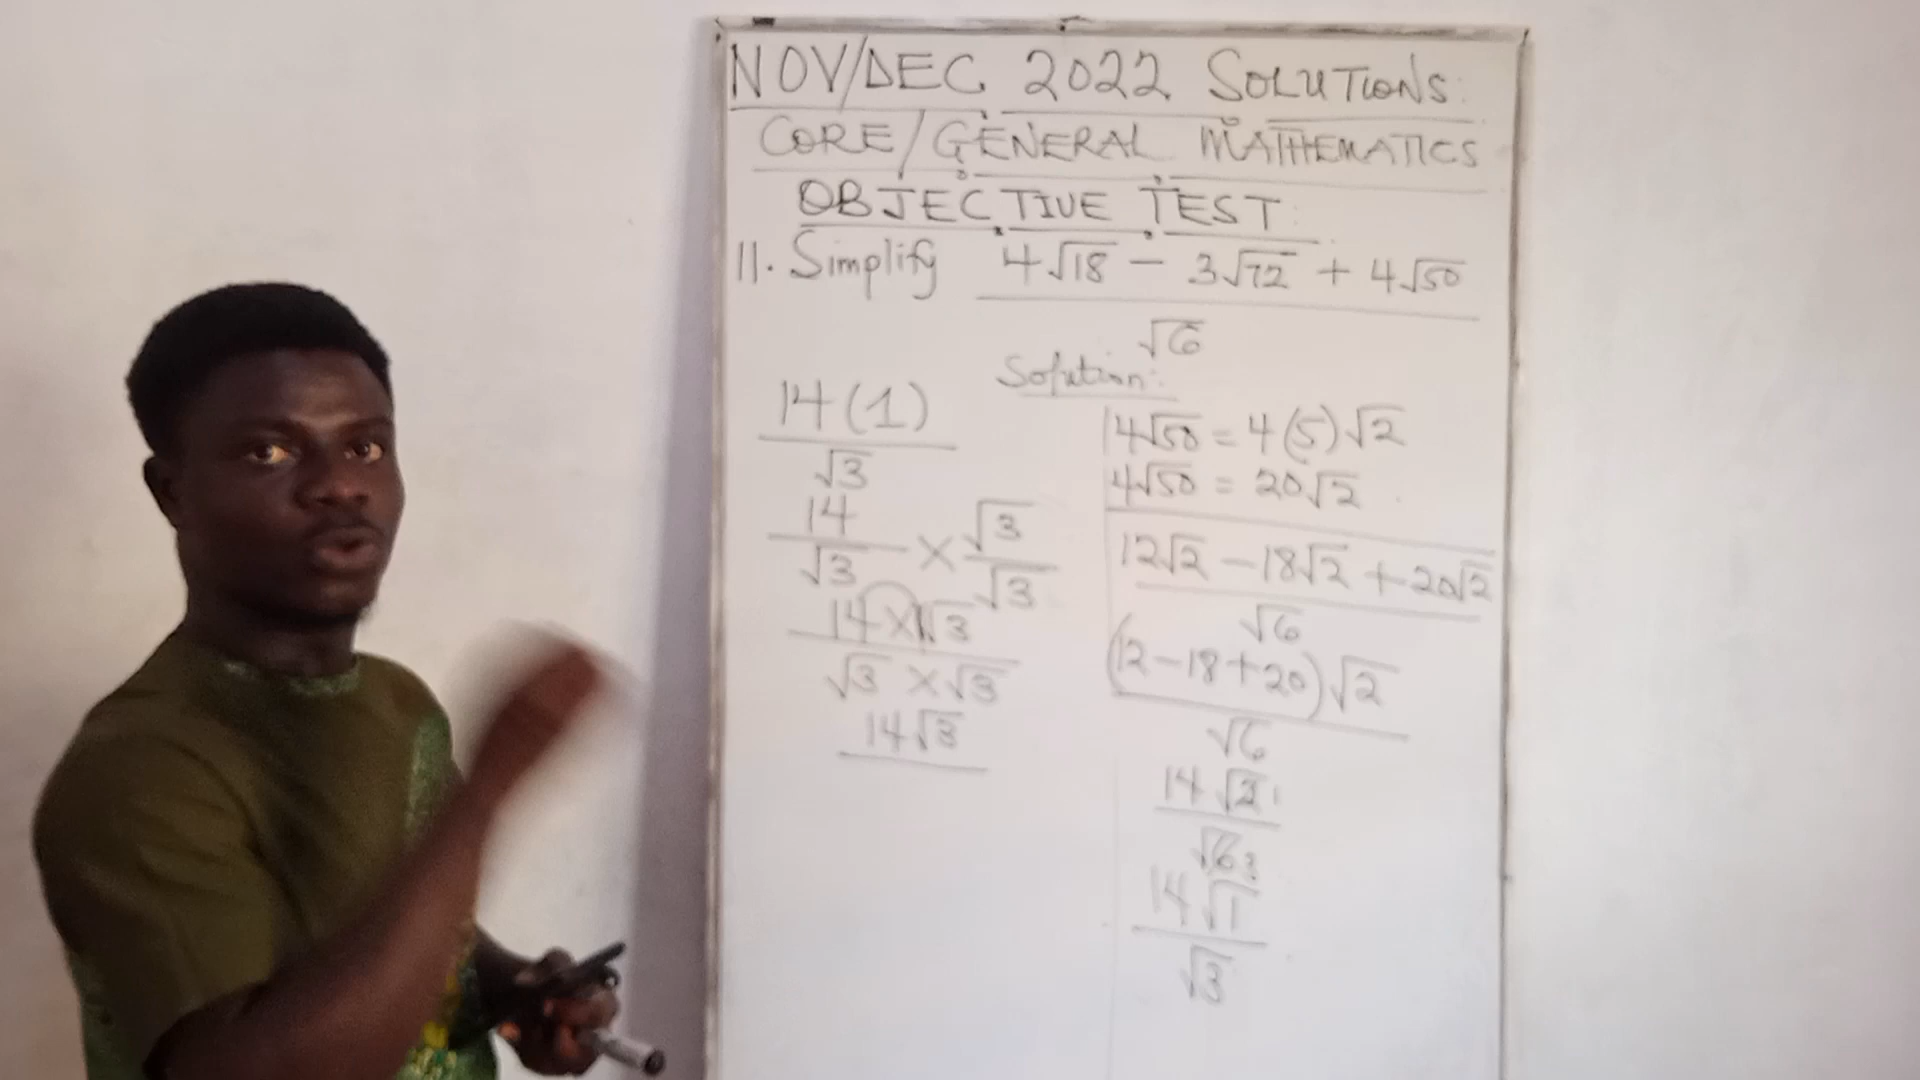 NOV/DEC 2022 SOLUTIONS:
CORE/GENERAL MATHEMATICS
OBJECTIVE TEST:
11. Simplify 4√18 - 3√72 + 4√50
√6
Solution:
4√50 = 4(5)√2
4√50 = 20√2
12√2 - 18√2 + 20√2
√6
(12 - 18 + 20)√2
√6
14√2 1
√6 3
14√1
√3
14(1)
√3
14 × √3
√3 √3
14 × √3
√3 × √3
14√3